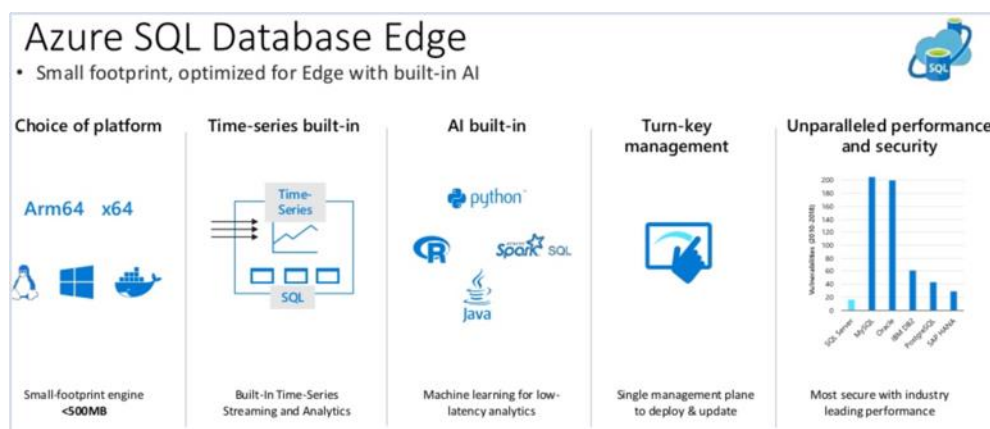 Azure SQL Database Edge
• Small footprint, optimized for Edge with built-in AI
SQL
Choice of platform
Arm64 x64
Small-footprint engine
<500MB
Time-series built-in
Time-
Series
SQL
Built-In Time-Series
Streaming and Analytics
AI built-in
python
R
Spark SQL
Java
Machine learning for low-
latency analytics
Turn-key
management
Single management plane
to deploy & update
Unparalleled performance
and security
Vulnerabilities (2010-2018)
200
180
160
140
120
100
80
60
40
20
0
SQL Server
MySQL
Oracle
IBM DB2
PostgreSQL
SAP HANA
Most secure with industry
leading performance